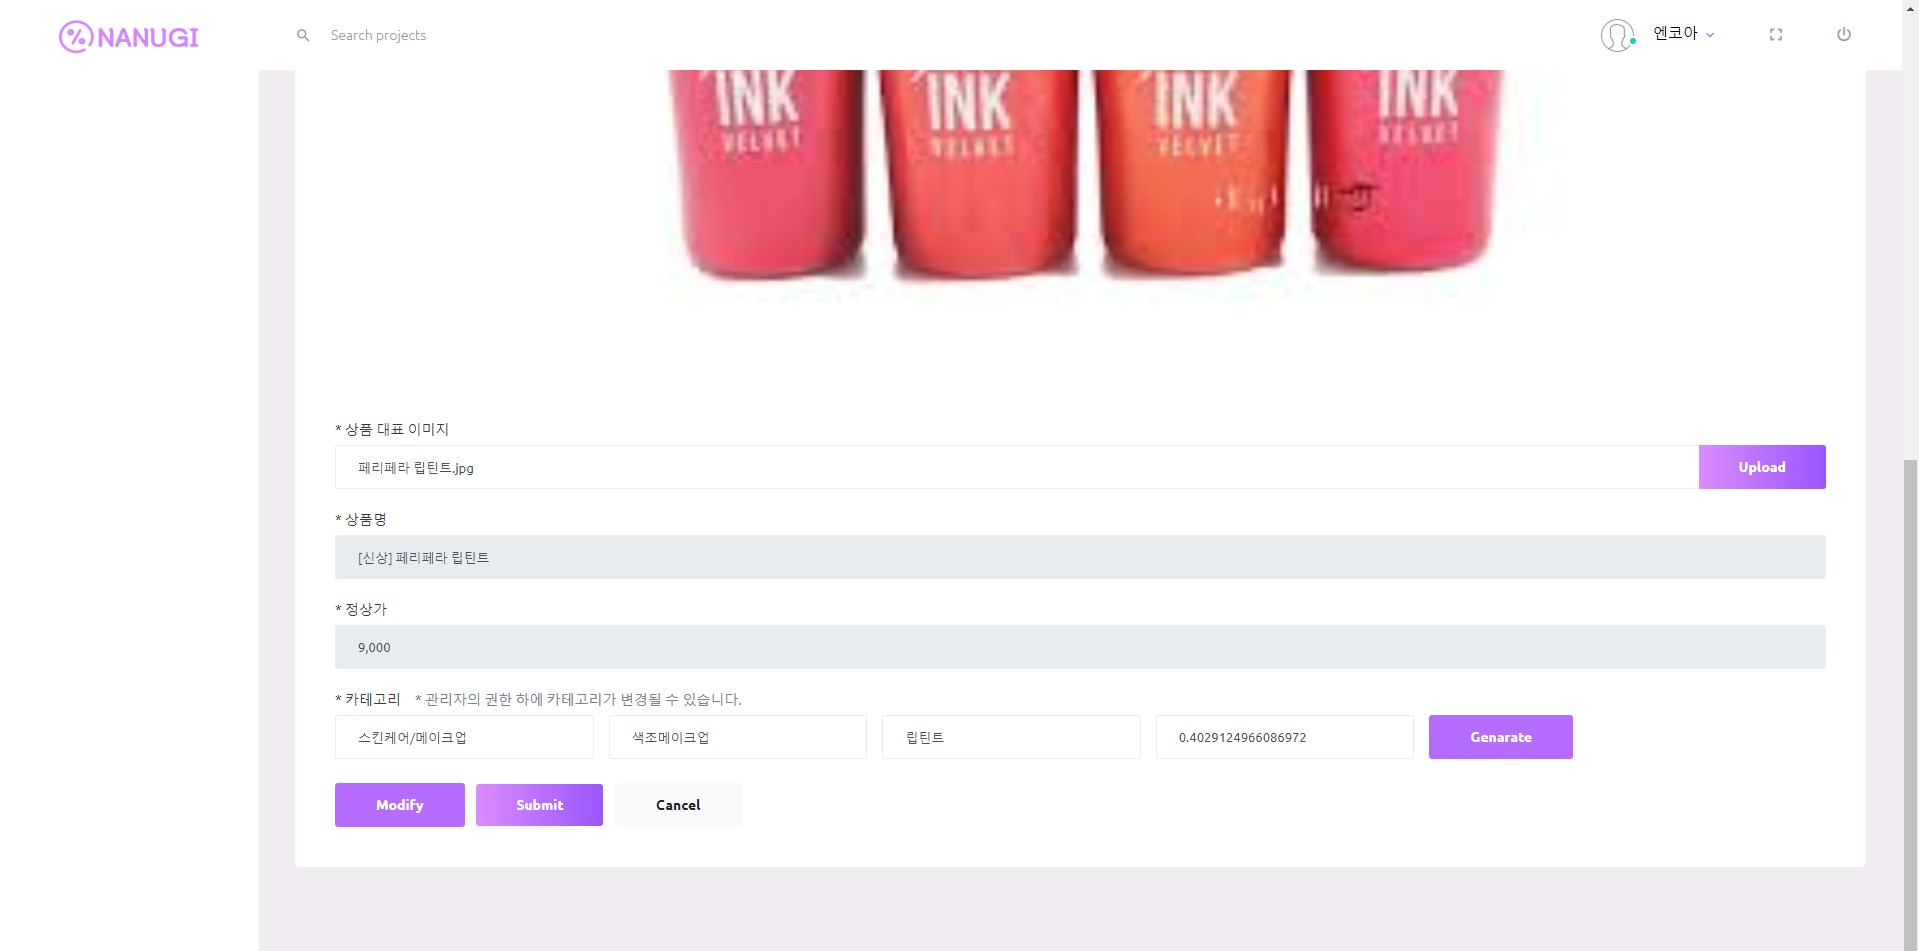 NANUGI
Search projects
엔코아
INK INK INK INK
VELVET VELVET VELVET VELVET
* 상품 대표 이미지
페리페라 립틴트.jpg
Upload
* 상품명
[신상] 페리페라 립틴트
* 정상가
9,000
* 카테고리 * 관리자의 권한 하에 카테고리가 변경될 수 있습니다.
스킨케어/메이크업 색조메이크업 립틴트 0.4029124966086972 Genarate
Modify Submit Cancel